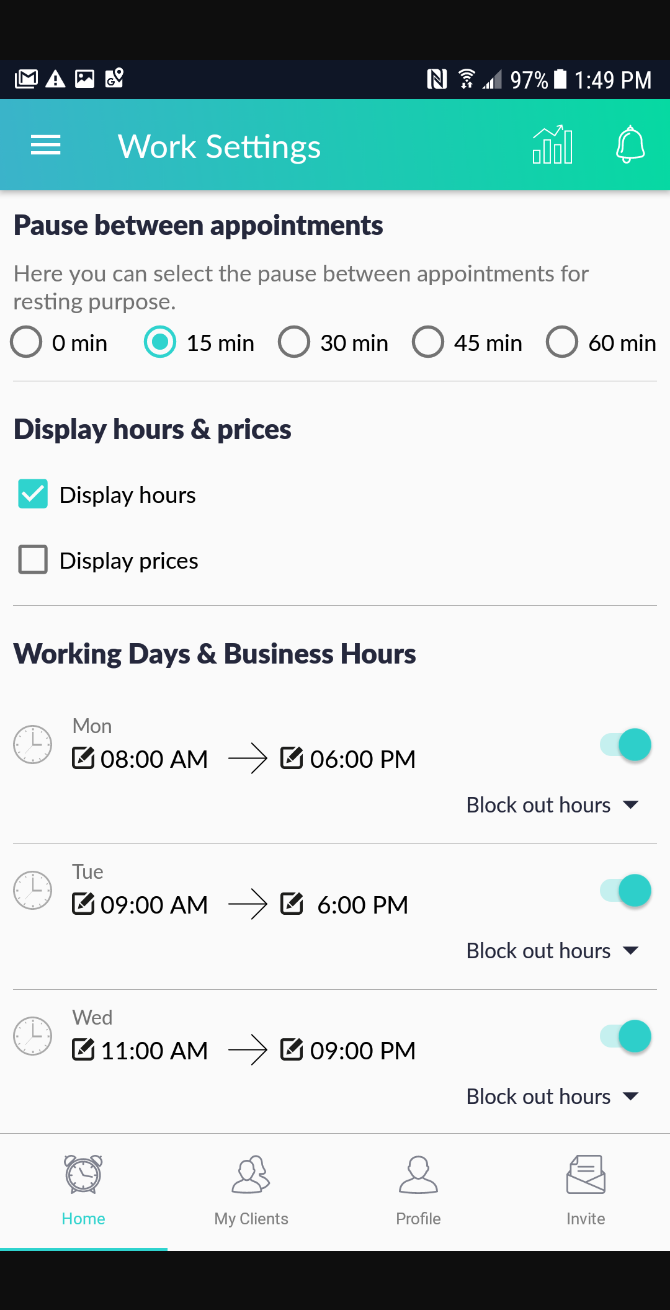 97% 1:49 PM
Work Settings
Pause between appointments
Here you can select the pause between appointments for
resting purpose.
0 min 15 min 30 min 45 min 60 min
Display hours & prices
Display hours
Display prices
Working Days & Business Hours
Mon
08:00 AM 06:00 PM
Block out hours
Tue
09:00 AM 6:00 PM
Block out hours
Wed
11:00 AM 09:00 PM
Block out hours
Home My Clients Profile Invite